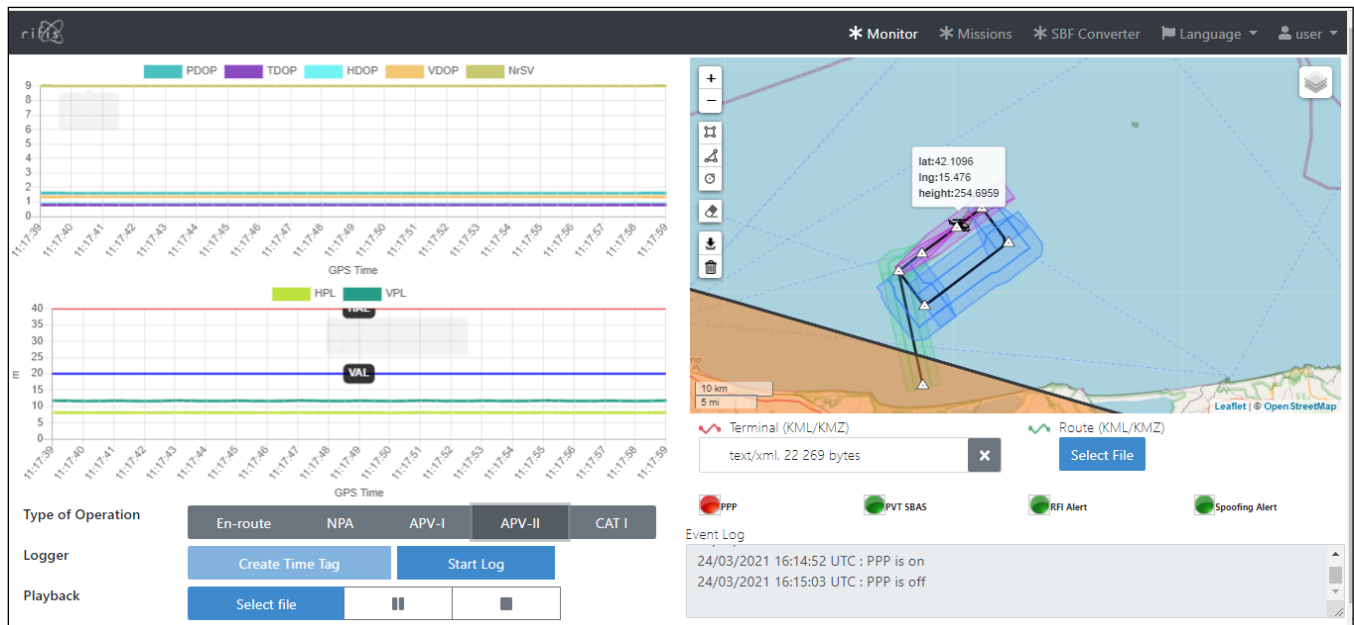 rifis
Monitor Missions SBF Converter Language user
PDOP TDOP HDOP VDOP NrSV
9
8
7
6
5
4
3
2
1
0
11:17:39 11:17:40 11:17:41 11:17:42 11:17:43 11:17:44 11:17:45 11:17:46 11:17:47 11:17:48 11:17:49 11:17:50 11:17:51 11:17:52 11:17:53 11:17:54 11:17:55 11:17:56 11:17:57 11:17:58 11:17:59
GPS Time
HPL VPL
HAL
VAL
m
40
35
30
25
20
15
10
5
0
11:17:39 11:17:40 11:17:41 11:17:42 11:17:43 11:17:44 11:17:45 11:17:46 11:17:47 11:17:48 11:17:49 11:17:50 11:17:51 11:17:52 11:17:53 11:17:54 11:17:55 11:17:56 11:17:57 11:17:58 11:17:59
GPS Time
Type of Operation
En-route NPA APV-I APV-II CAT I
Logger
Create Time Tag Start Log
Playback
Select file
+
−
lat:42.1096
lng:15.476
height:254.6959
no
10 km
5 mi
Leaflet | © OpenStreetMap
Terminal (KML/KMZ) Route (KML/KMZ)
text/xml, 22 269 bytes × Select File
PPP PVT SBAS RFI Alert Spoofing Alert
Event Log
24/03/2021 16:14:52 UTC : PPP is on
24/03/2021 16:15:03 UTC : PPP is off